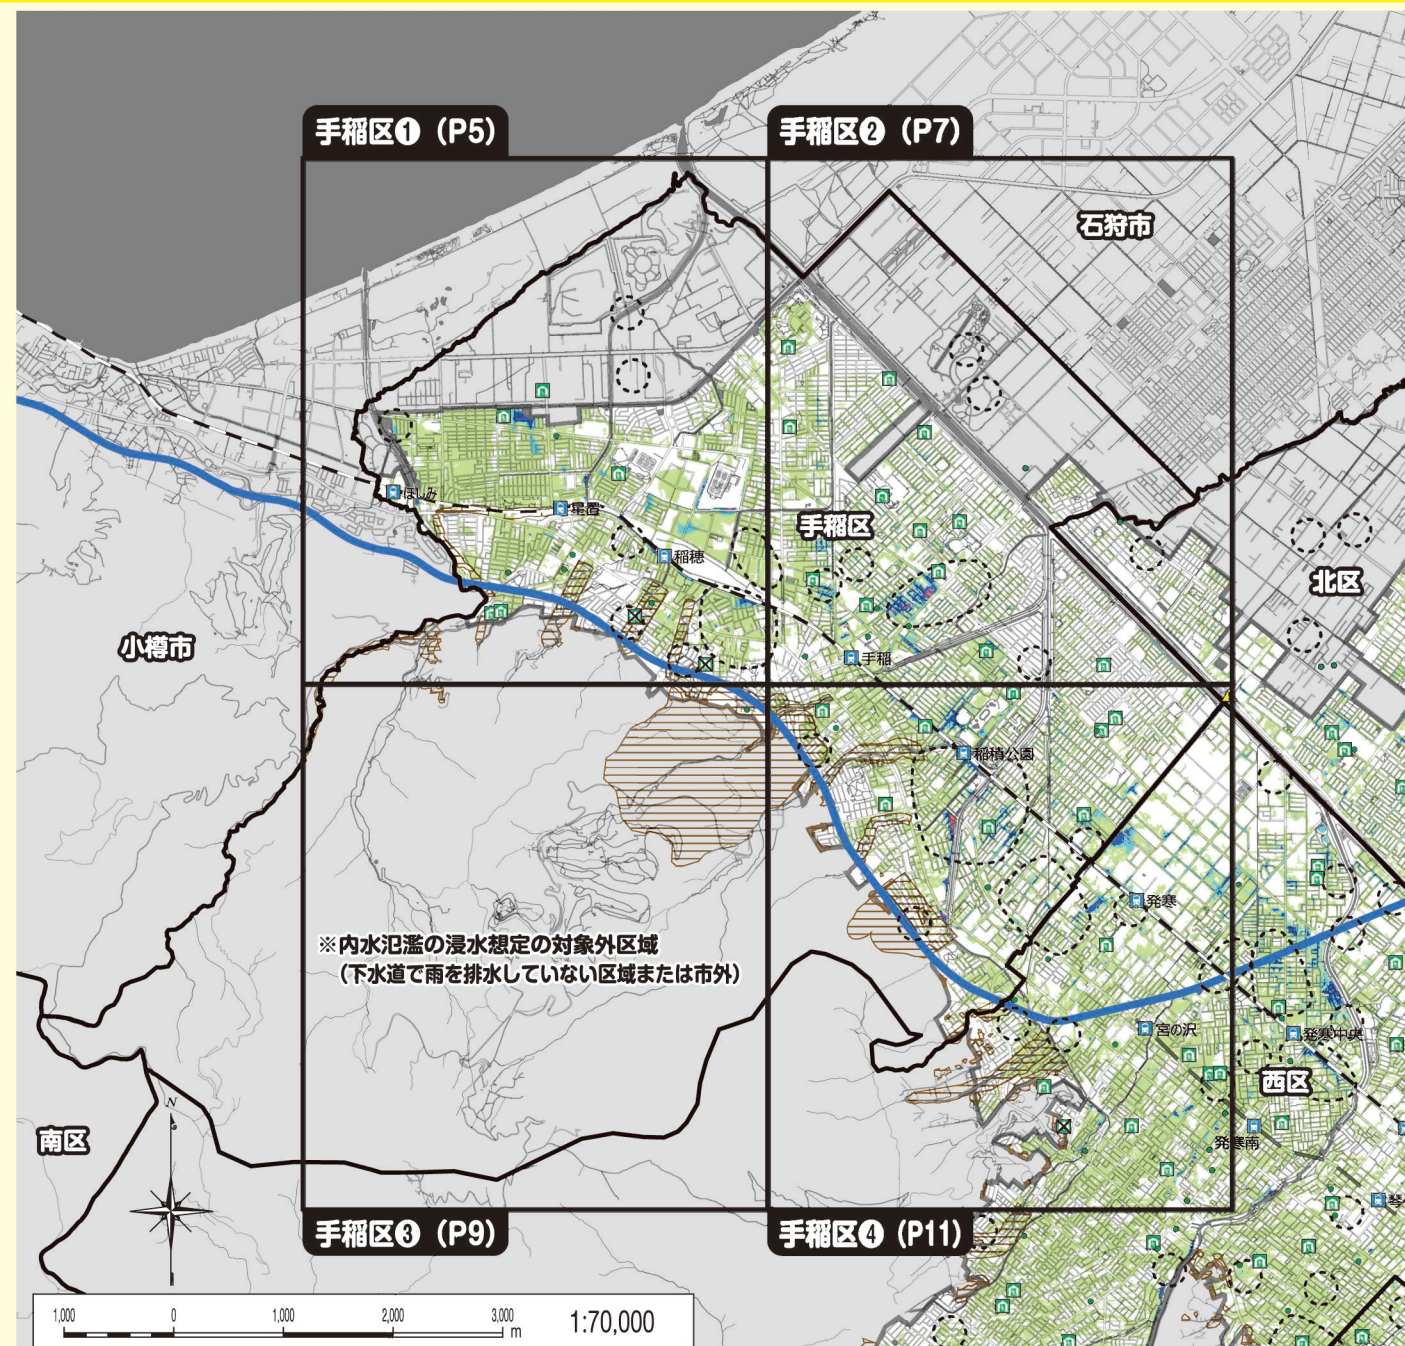 手稲区❶（P5）
手稲区❷（P7）
石狩市
ほしみ
星置
手稲区
稲穂
北区
小樽市
手稲
稲積公園
発寒
※内水氾濫の浸水想定の対象外区域
（下水道で雨を排水していない区域または市外）
宮の沢
発寒中央
西区
N
南区
発寒南
手稲区❸（P9）
手稲区❹（P11）
1,000 0 1,000 2,000 3,000 m 1:70,000